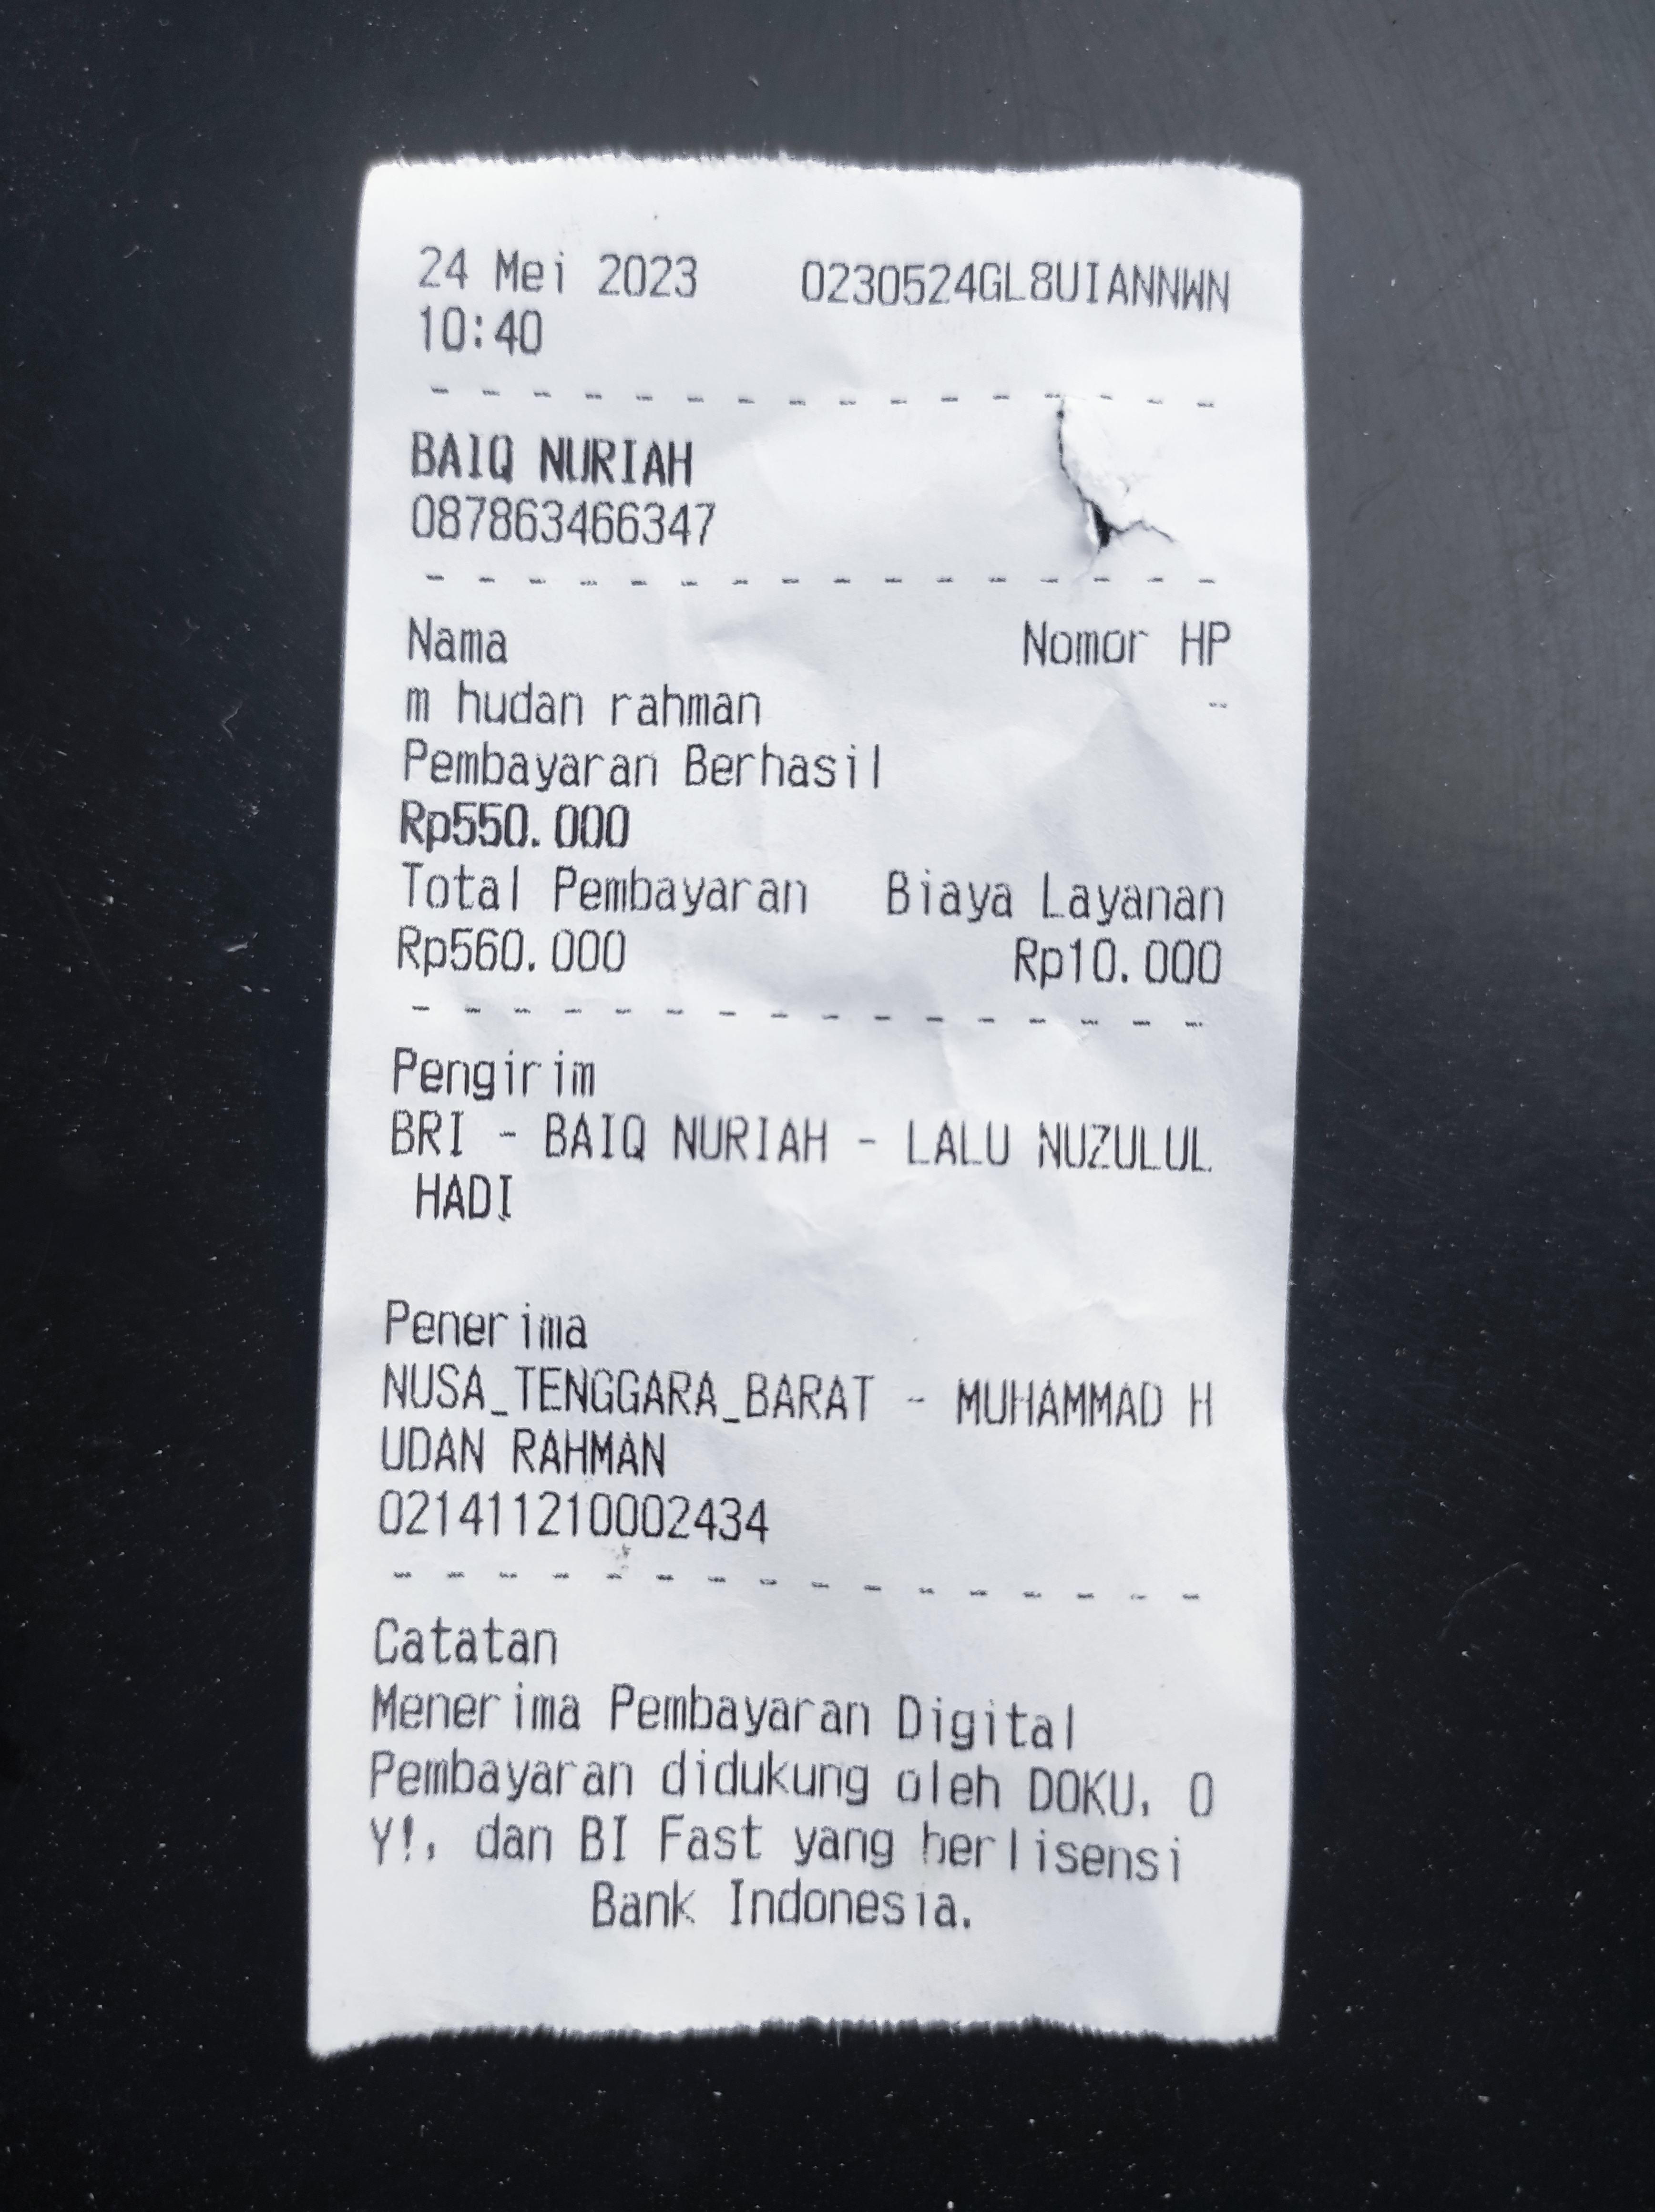 24 Mei 2023 0230524GL8UIANNWN
10:40
- - - - - - - - - - - - - - - -
BAIQ NURIAH
087863466347
- - - - - - - - - - - - - - - -
Nama Nomor HP
m hudan rahman -
Pembayaran Berhasil
Rp550.000
Total Pembayaran Biaya Layanan
Rp560.000 Rp10.000
- - - - - - - - - - - - - - - -
Pengirim
BRI - BAIQ NURIAH - LALU NUZULUL
HADI
Penerima
NUSA_TENGGARA_BARAT - MUHAMMAD H
UDAN RAHMAN
021411210002434
- - - - - - - - - - - - - - - -
Catatan
Menerima Pembayaran Digital
Pembayaran didukung oleh DOKU, O
Y!, dan BI Fast yang berlisensi
Bank Indonesia.